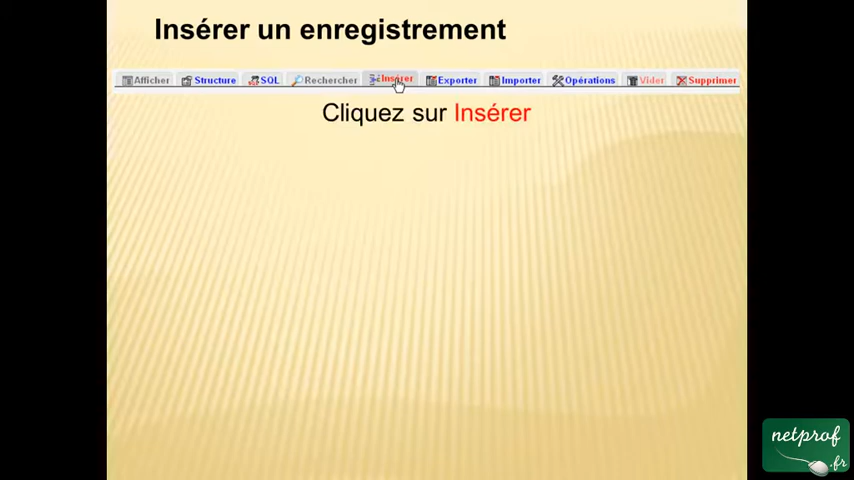 Insérer un enregistrement
Afficher Structure SQL Rechercher Insérer Exporter Importer Opérations Vider Supprimer
Cliquez sur Insérer
netprof
.fr